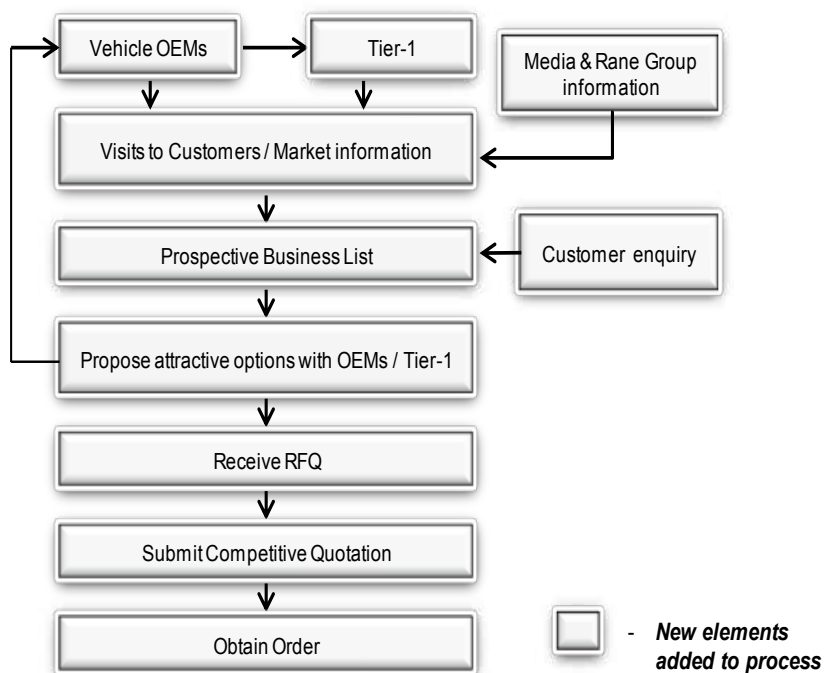 Vehicle OEMs
Tier-1
Media & Rane Group
information
Visits to Customers / Market information
Prospective Business List
Customer enquiry
Propose attractive options with OEMs / Tier-1
Receive RFQ
Submit Competitive Quotation
Obtain Order
- New elements
added to process